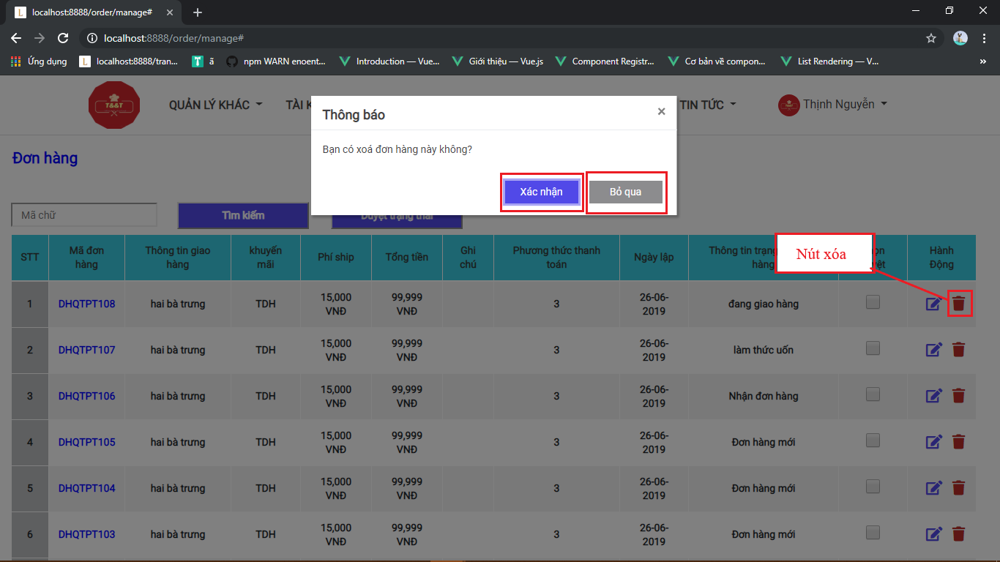 localhost:8888/order/manage#
localhost:8888/order/manage#
Ứng dụng
localhost:8888/tran...
ã
npm WARN enoent...
Introduction — Vue...
Giới thiệu — Vue.js
Component Registr...
Cơ bản về compon...
List Rendering — V...
»
T&&T
QUẢN LÝ KHÁC
TÀI K
TIN TỨC
Thịnh Nguyễn
Thông báo
×
Bạn có xoá đơn hàng này không?
Xác nhận
Bỏ qua
Đơn hàng
Mã chữ
Tìm kiếm
Duyệt trạng thái
STT
Mã đơn
hàng
Thông tin giao
hàng
khuyến
mãi
Phí ship
Tổng tiền
Ghi
chú
Phương thức thanh
toán
Ngày lập
Thông tin trạng
hàng
Nút xóa
Hành
Động
1 DHQTPT108 hai bà trưng TDH 15,000 VNĐ 99,999 VNĐ 3 26-06-2019 đang giao hàng
2 DHQTPT107 hai bà trưng TDH 15,000 VNĐ 99,999 VNĐ 3 26-06-2019 làm thức uốn
3 DHQTPT106 hai bà trưng TDH 15,000 VNĐ 99,999 VNĐ 3 26-06-2019 Nhận đơn hàng
4 DHQTPT105 hai bà trưng TDH 15,000 VNĐ 99,999 VNĐ 3 26-06-2019 Đơn hàng mới
5 DHQTPT104 hai bà trưng TDH 15,000 VNĐ 99,999 VNĐ 3 26-06-2019 Đơn hàng mới
6 DHQTPT103 hai bà trưng TDH 15,000 VNĐ 99,999 VNĐ 3 26-06-2019 Đơn hàng mới